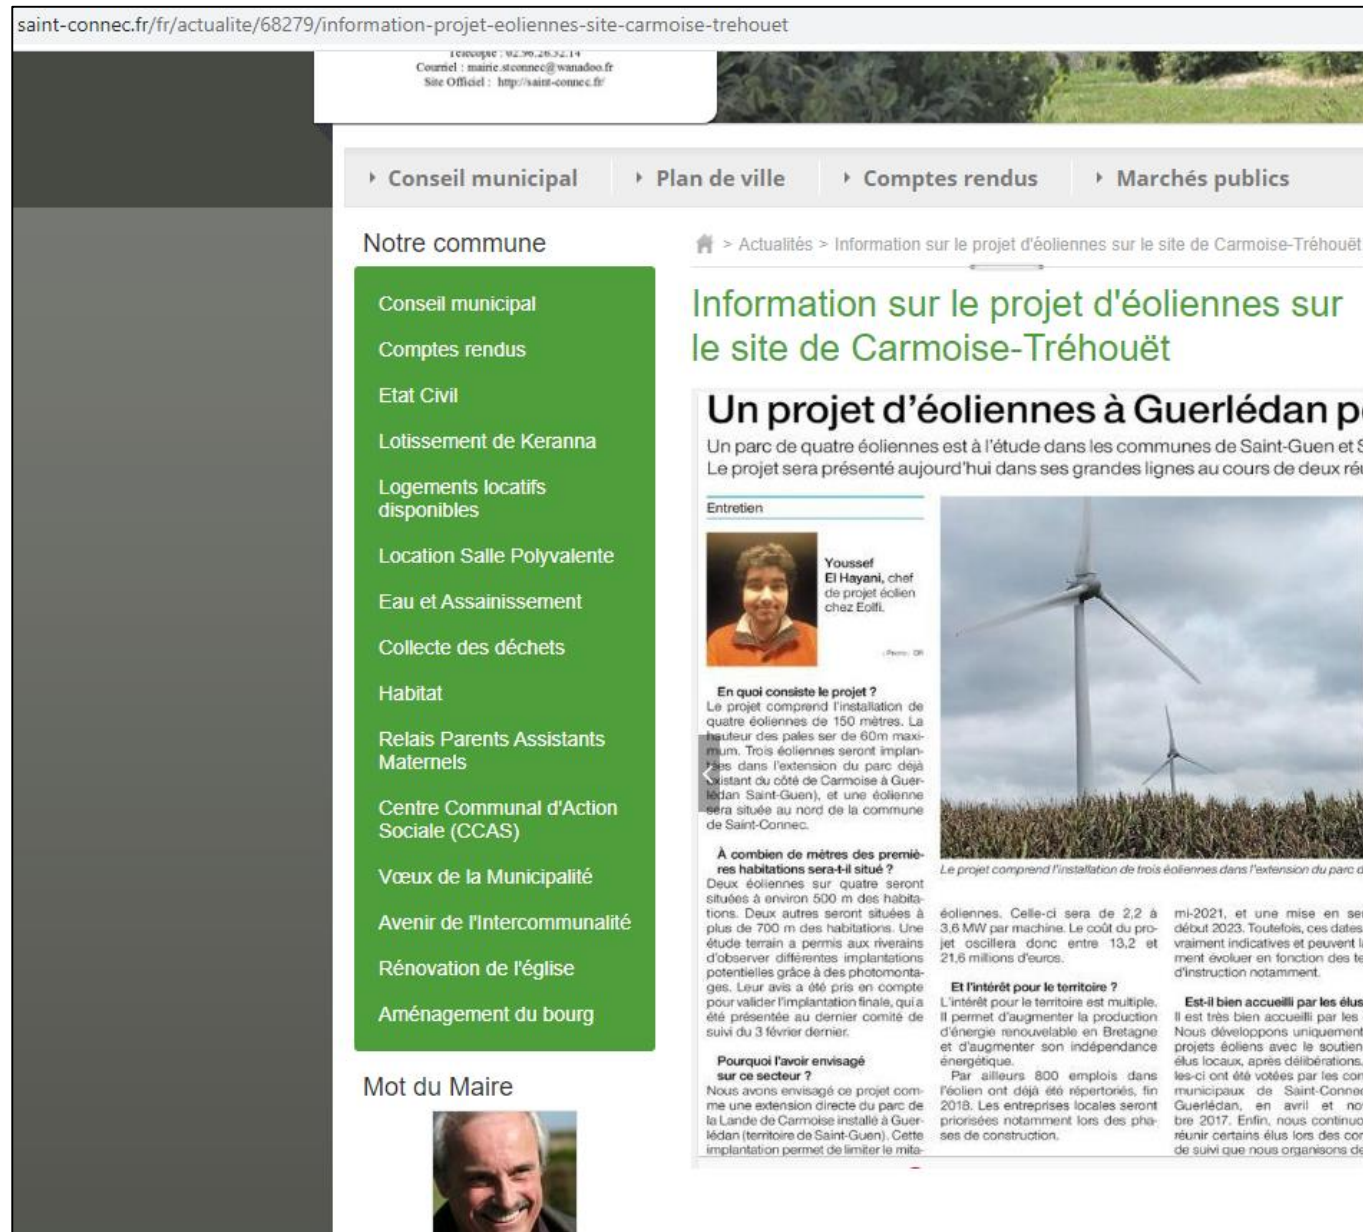 saint-connec.fr/fr/actualite/68279/information-projet-eoliennes-site-carmoise-trehouet
Télécopie : 02.96.26.32.14
Courriel : mairie.stconnec@wanadoo.fr
Site Officiel : http://saint-connec.fr/
Conseil municipal
Plan de ville
Comptes rendus
Marchés publics
Notre commune
Conseil municipal
Comptes rendus
Etat Civil
Lotissement de Keranna
Logements locatifs
disponibles
Location Salle Polyvalente
Eau et Assainissement
Collecte des déchets
Habitat
Relais Parents Assistants
Maternels
Centre Communal d'Action
Sociale (CCAS)
Vœux de la Municipalité
Avenir de l'Intercommunalité
Rénovation de l'église
Aménagement du bourg
Mot du Maire
> Actualités > Information sur le projet d'éoliennes sur le site de Carmoise-Tréhouët
Information sur le projet d'éoliennes sur
le site de Carmoise-Tréhouët
Un projet d'éoliennes à Guerlédan p
Un parc de quatre éoliennes est à l'étude dans les communes de Saint-Guen et S
Le projet sera présenté aujourd'hui dans ses grandes lignes au cours de deux ré
Entretien
Youssef
El Hayani, chef
de projet éolien
chez Eolfi.
: Photo : DR
En quoi consiste le projet ?
Le projet comprend l'installation de
quatre éoliennes de 150 mètres. La
hauteur des pales ser de 60m maxi-
mum. Trois éoliennes seront implan-
tées dans l'extension du parc déjà
existant du côté de Carmoise à Guer-
lédan Saint-Guen), et une éolienne
sera située au nord de la commune
de Saint-Connec.
À combien de mètres des premiè-
res habitations sera-t-il situé ?
Deux éoliennes sur quatre seront
situées à environ 500 m des habita-
tions. Deux autres seront situées à
plus de 700 m des habitations. Une
étude terrain a permis aux riverains
d'observer différentes implantations
potentielles grâce à des photomonta-
ges. Leur avis a été pris en compte
pour valider l'implantation finale, qui a
été présentée au dernier comité de
suivi du 3 février dernier.
Pourquoi l'avoir envisagé
sur ce secteur ?
Nous avons envisagé ce projet com-
me une extension directe du parc de
la Lande de Carmoise installé à Guer-
lédan (territoire de Saint-Guen). Cette
implantation permet de limiter le mita-
Le projet comprend l'installation de trois éoliennes dans l'extension du parc d
éoliennes. Celle-ci sera de 2,2 à
3,6 MW par machine. Le coût du pro-
jet oscillera donc entre 13,2 et
21,6 millions d'euros.
Et l'intérêt pour le territoire ?
L'intérêt pour le territoire est multiple.
Il permet d'augmenter la production
d'énergie renouvelable en Bretagne
et d'augmenter son indépendance
énergétique.
Par ailleurs 800 emplois dans
l'éolien ont déjà été répertoriés, fin
2018. Les entreprises locales seront
priorisées notamment lors des pha-
ses de construction.
mi-2021, et une mise en ser
début 2023. Toutefois, ces dates
vraiment indicatives et peuvent l
ment évoluer en fonction des te
d'instruction notamment.
Est-il bien accueilli par les élus
Il est très bien accueilli par les
Nous développons uniquement
projets éoliens avec le soutien
élus locaux, après délibérations.
les-ci ont été votées par les con
municipaux de Saint-Connec
Guerlédan, en avril et no
bre 2017. Enfin, nous continuo
réunir certains élus lors des con
de suivi que nous organisons de